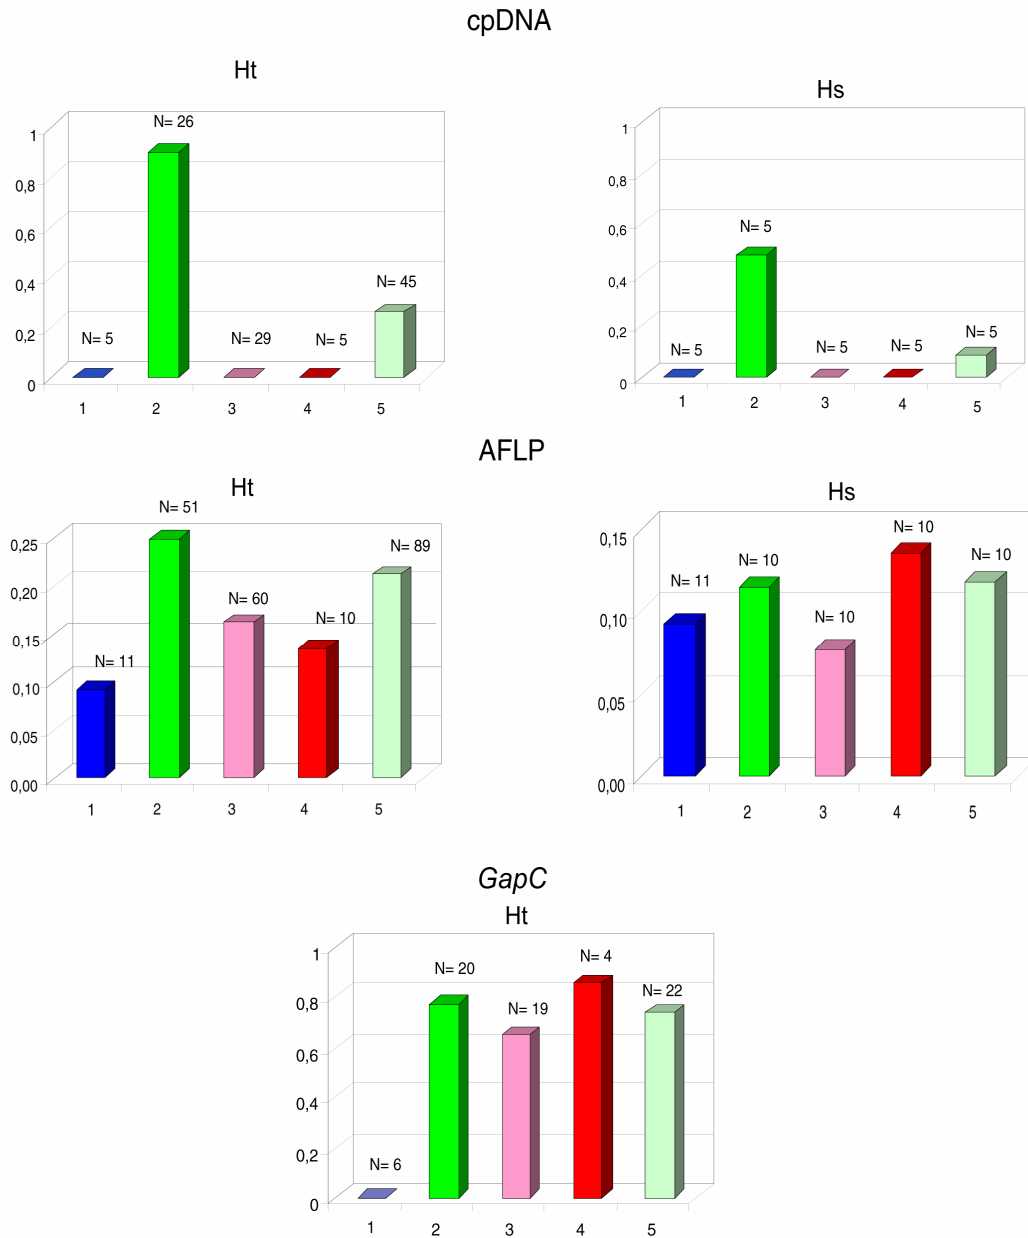 cpDNA
Ht
Hs
N= 26
N= 5
N= 29
N= 5
N= 45
1
0,8
0,6
0,4
0,2
0
1
2
3
4
5
N= 5
N= 5
N= 5
N= 5
N= 5
1
0,8
0,6
0,4
0,2
0
1
2
3
4
5
AFLP
Ht
Hs
N= 11
N= 51
N= 60
N= 10
N= 89
0,25
0,20
0,15
0,10
0,05
0,00
1
2
3
4
5
N= 11
N= 10
N= 10
N= 10
N= 10
0,15
0,10
0,05
0,00
1
2
3
4
5
GapC
Ht
N= 6
N= 20
N= 19
N= 4
N= 22
1
0,8
0,6
0,4
0,2
0
1
2
3
4
5